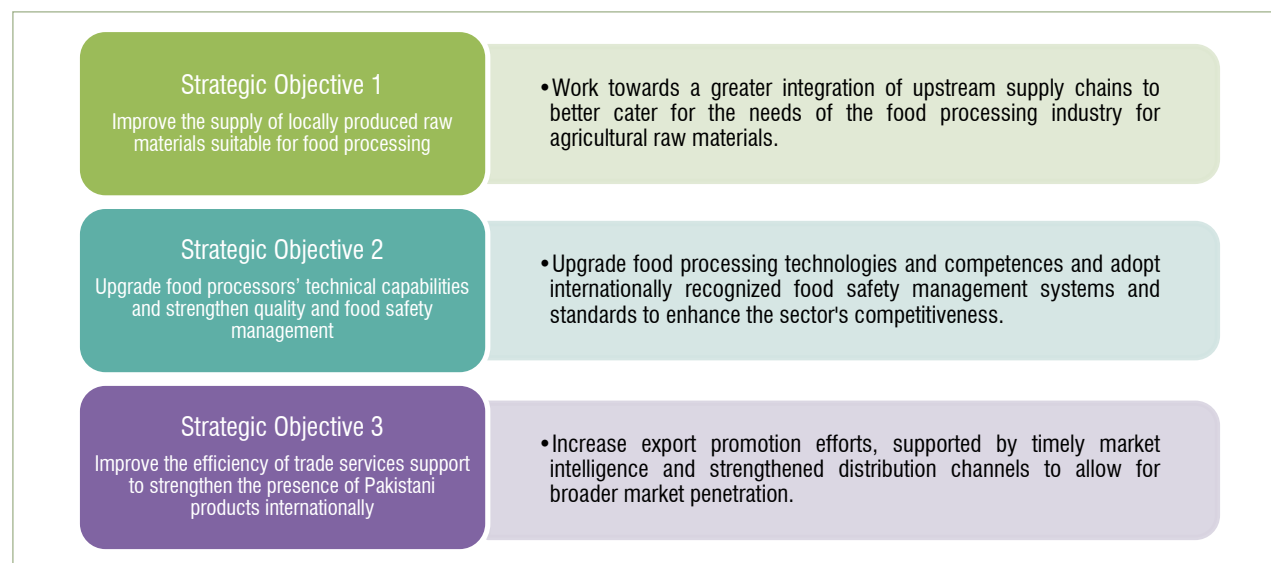 Strategic Objective 1
Improve the supply of locally produced raw
materials suitable for food processing
•Work towards a greater integration of upstream supply chains to
better cater for the needs of the food processing industry for
agricultural raw materials.
Strategic Objective 2
Upgrade food processors’ technical capabilities
and strengthen quality and food safety
management
•Upgrade food processing technologies and competences and adopt
internationally recognized food safety management systems and
standards to enhance the sector's competitiveness.
Strategic Objective 3
Improve the efficiency of trade services support
to strengthen the presence of Pakistani
products internationally
•Increase export promotion efforts, supported by timely market
intelligence and strengthened distribution channels to allow for
broader market penetration.